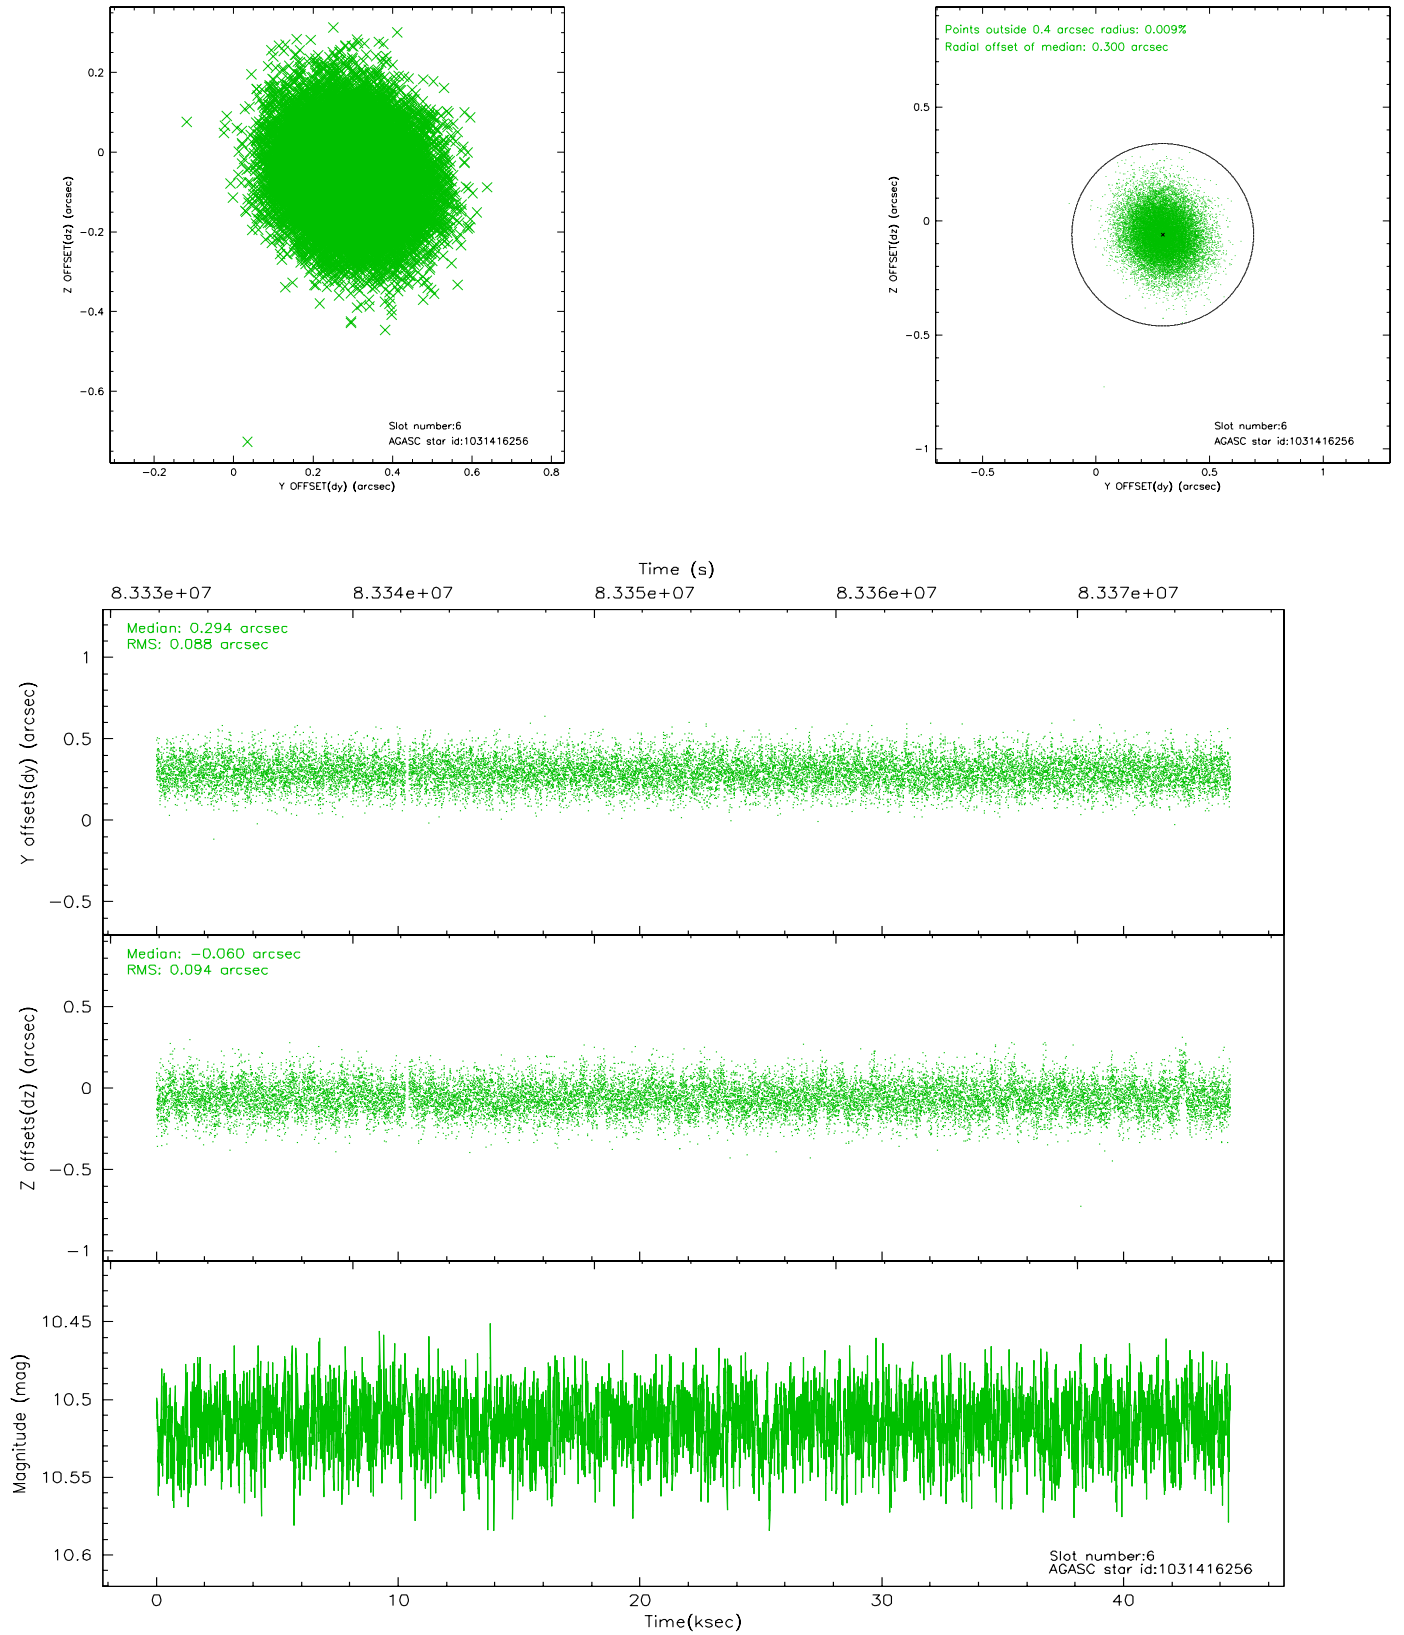 0.2
0
−0.2
−0.4
−0.6
Z OFFSET(dz) (arcsec)
Slot number:6
AGASC star id:1031416256
−0.2 0 0.2 0.4 0.6 0.8
Y OFFSET(dy) (arcsec)
Points outside 0.4 arcsec radius: 0.009%
Radial offset of median: 0.300 arcsec
0.5
0
−0.5
−1
Z OFFSET(dz) (arcsec)
Slot number:6
AGASC star id:1031416256
−0.5 0 0.5 1
Y OFFSET(dy) (arcsec)
Time (s)
8.333e+07 8.334e+07 8.335e+07 8.336e+07 8.337e+07
Median: 0.294 arcsec
RMS: 0.088 arcsec
1
0.5
0
−0.5
Y offsets(dy) (arcsec)
Median: −0.060 arcsec
RMS: 0.094 arcsec
0.5
0
−0.5
−1
Z offsets(dz) (arcsec)
10.45
10.5
10.55
10.6
Magnitude (mag)
Slot number:6
AGASC star id:1031416256
0 10 20 30 40
Time(ksec)